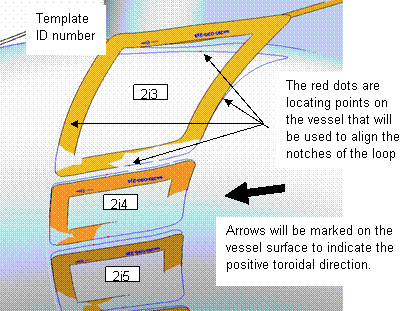 Template
ID number
2i3
The red dots are
locating points on
the vessel that will
be used to align the
notches of the loop
2i4
Arrows will be marked on the
vessel surface to indicate the
positive toroidal direction.
2i5